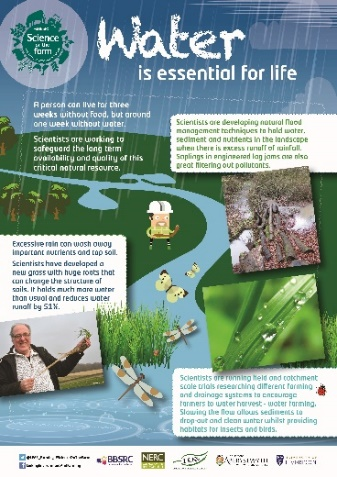 Science
on the
farm
Water
is essential for life
A person can live for three
weeks without food, but around
one week without water.
Scientists are working to
safeguard the long term
availability and quality of this
critical natural resource.
Scientists are developing natural flood
management techniques to hold water,
sediment and nutrients in the landscape
when there is excess runoff of rainfall.
Saplings in engineered log jams are also
great filtering out pollutants.
Excessive rain can wash away
important nutrients and top soil.
Scientists have developed a
new grass with huge roots that
can change the structure of
soils. It holds much more water
than usual and reduces water
runoff by 51%.
Scientists are running field and catchment
scale trials researching different farming
and drainage systems to encourage
farmers to water harvest - water farming.
Slowing the flow allows sediments to
drop out and clean water whilst providing
habitats for insects and birds.
BBSRC
NERC